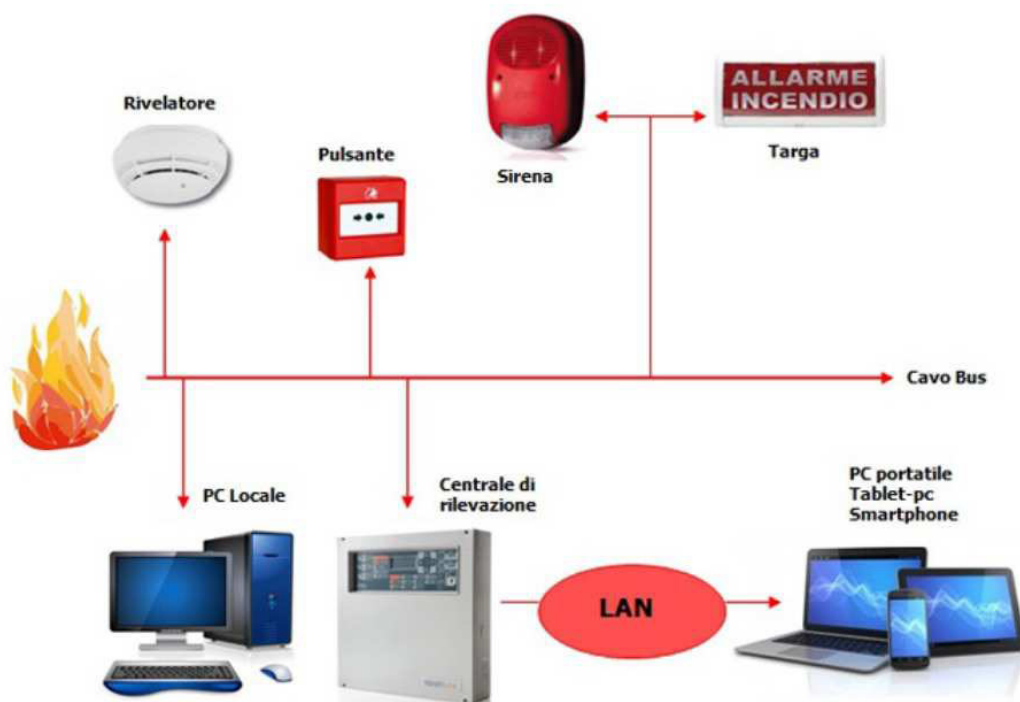 Rivelatore
Pulsante
Sirena
ALLARME
INCENDIO
Targa
Cavo Bus
PC Locale
Centrale di
rilevazione
LAN
PC portatile
Tablet-pc
Smartphone